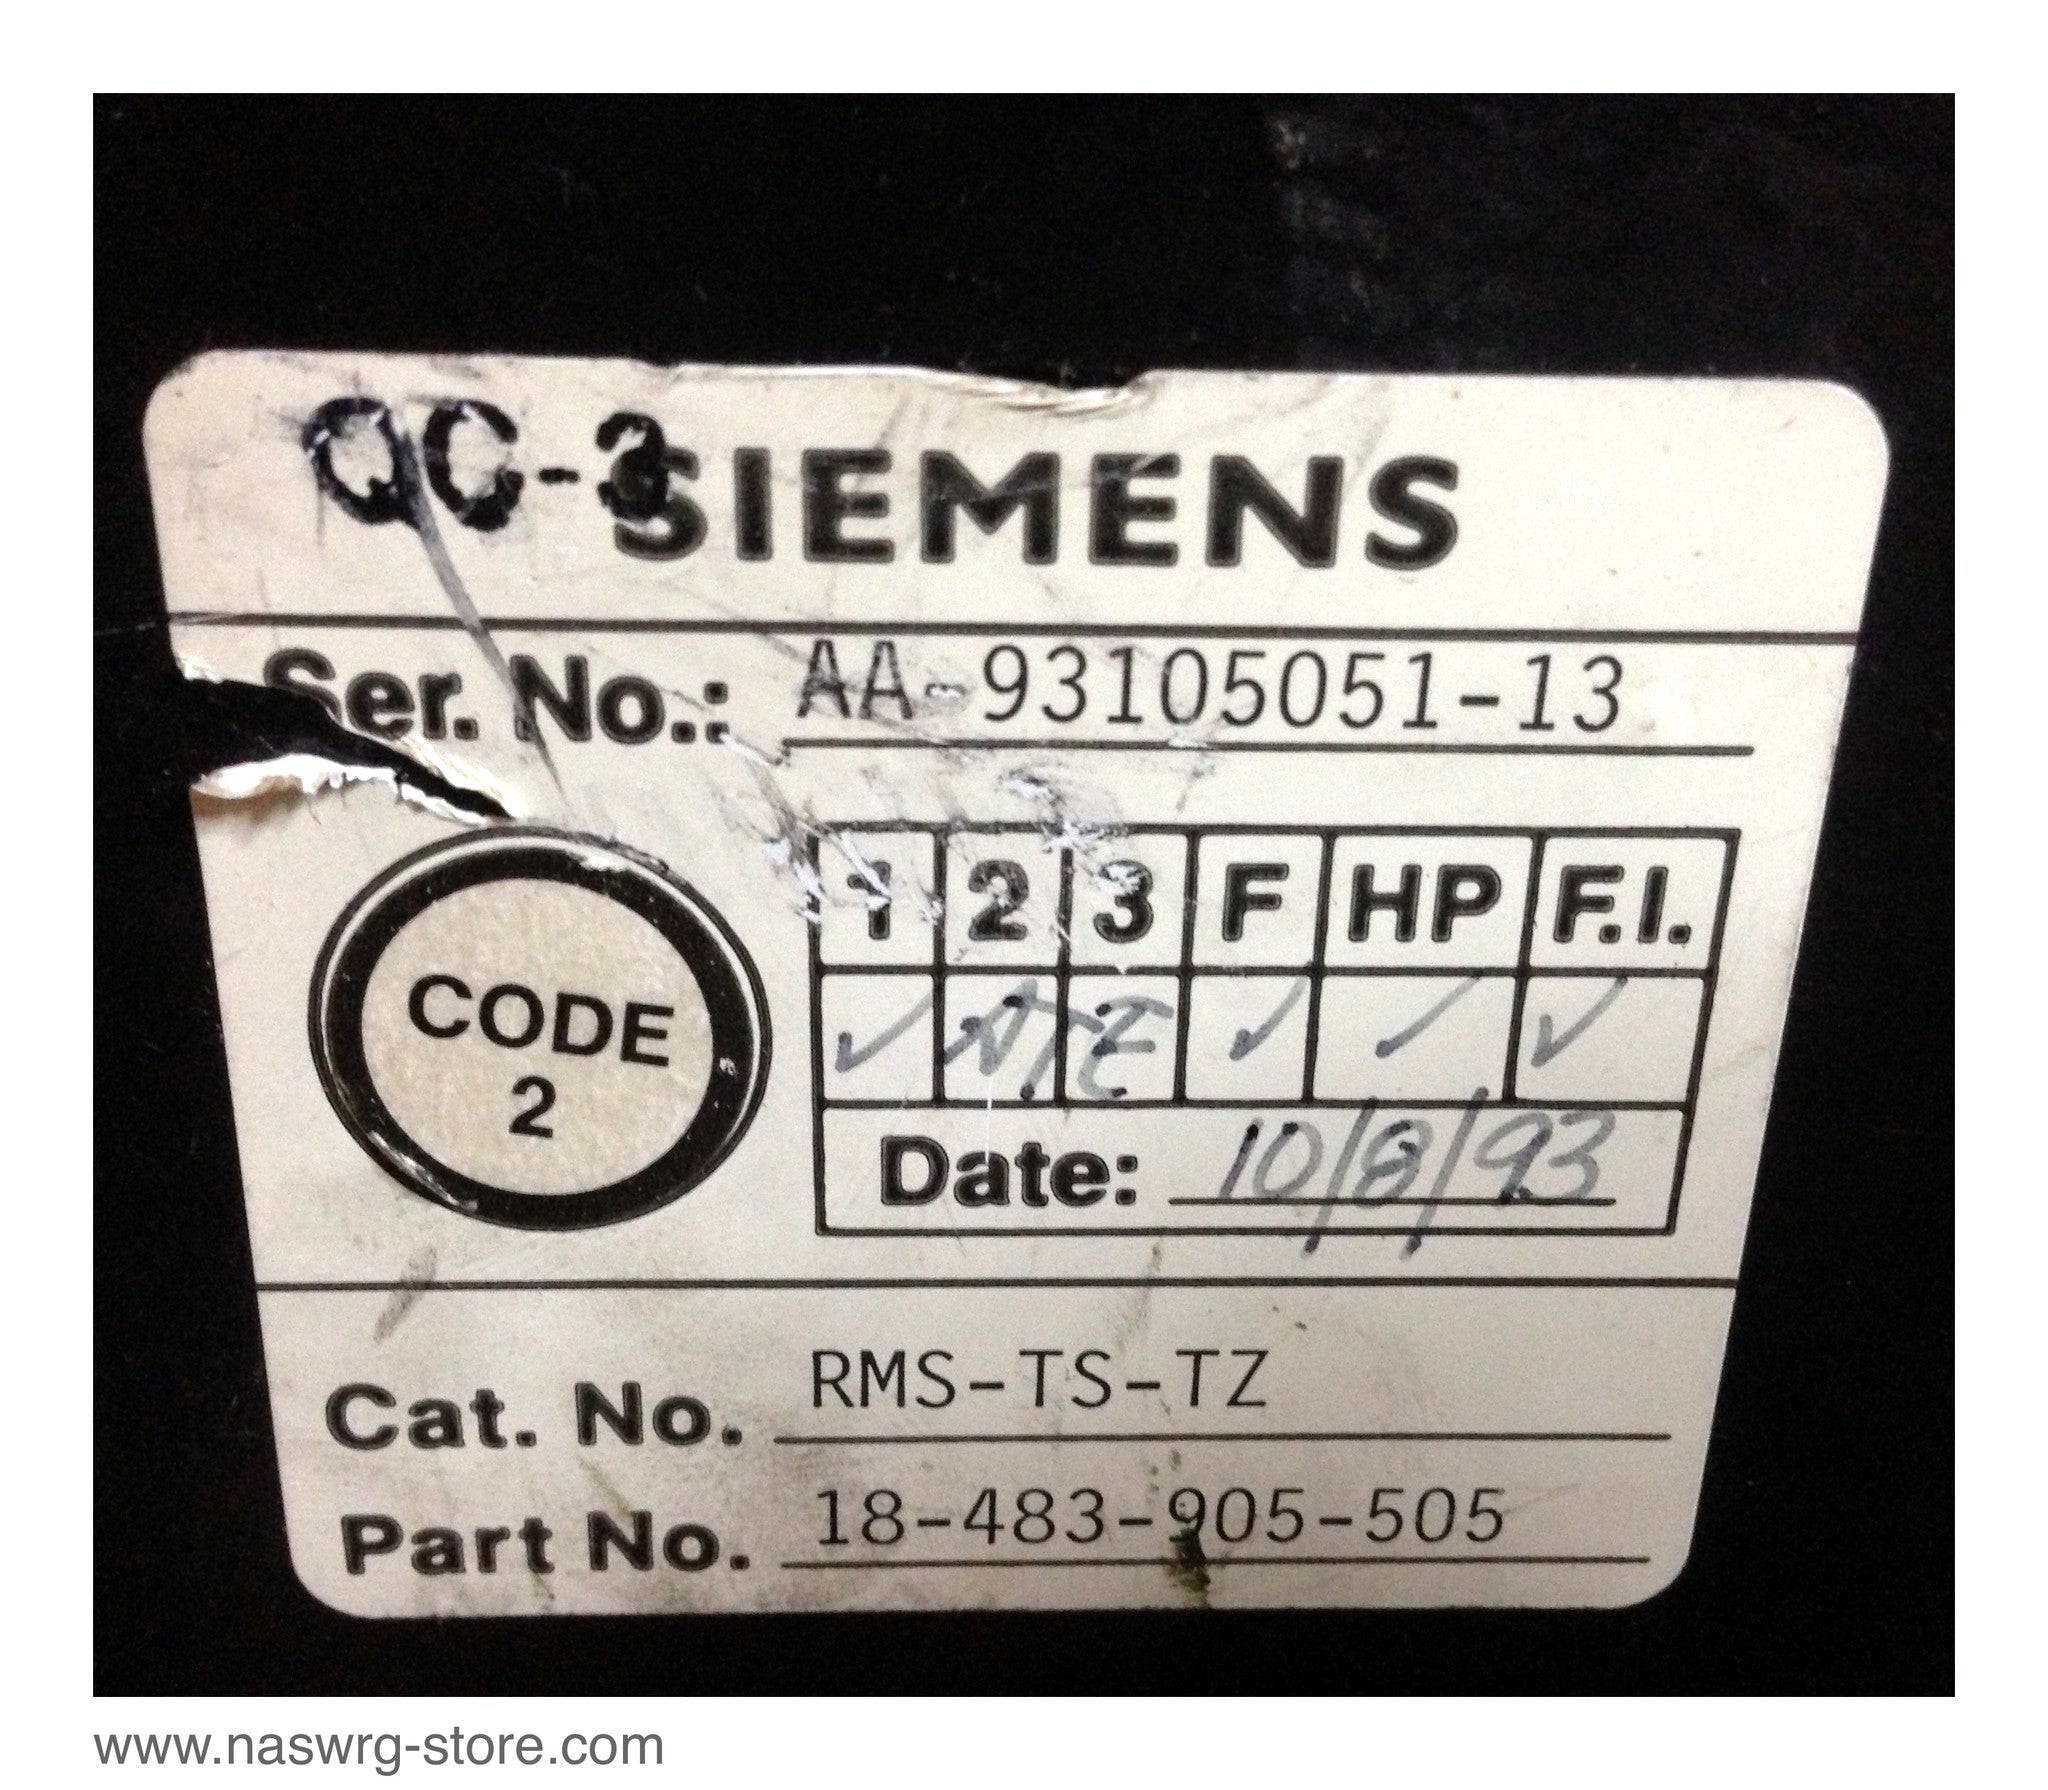 QC-3 SIEMENS
Ser. No.: AA-93105051-13
1 2 3 F HP F.I.
✓ ATE ✓ ✓ ✓
CODE
2
Date: 10/8/93
Cat. No. RMS-TS-TZ
Part No. 18-483-905-505
www.naswrg-store.com